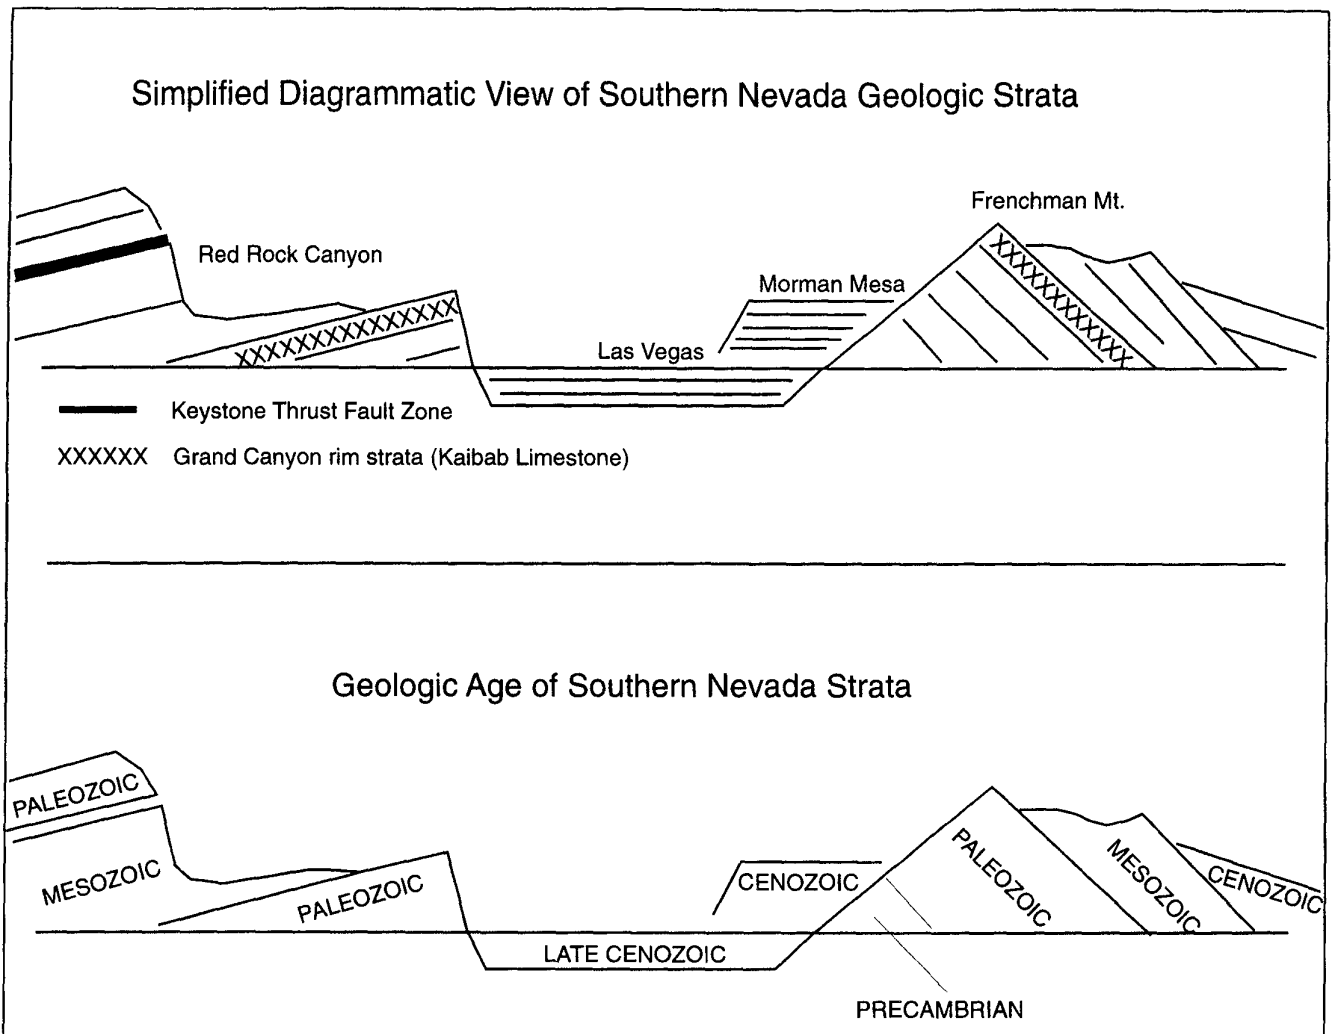 Simplified Diagrammatic View of Southern Nevada Geologic Strata
Frenchman Mt.
Red Rock Canyon
Morman Mesa
Las Vegas
Keystone Thrust Fault Zone
XXXXXX Grand Canyon rim strata (Kaibab Limestone)
Geologic Age of Southern Nevada Strata
PALEOZOIC
MESOZOIC
PALEOZOIC
LATE CENOZOIC
CENOZOIC
PALEOZOIC
MESOZOIC
CENOZOIC
PRECAMBRIAN